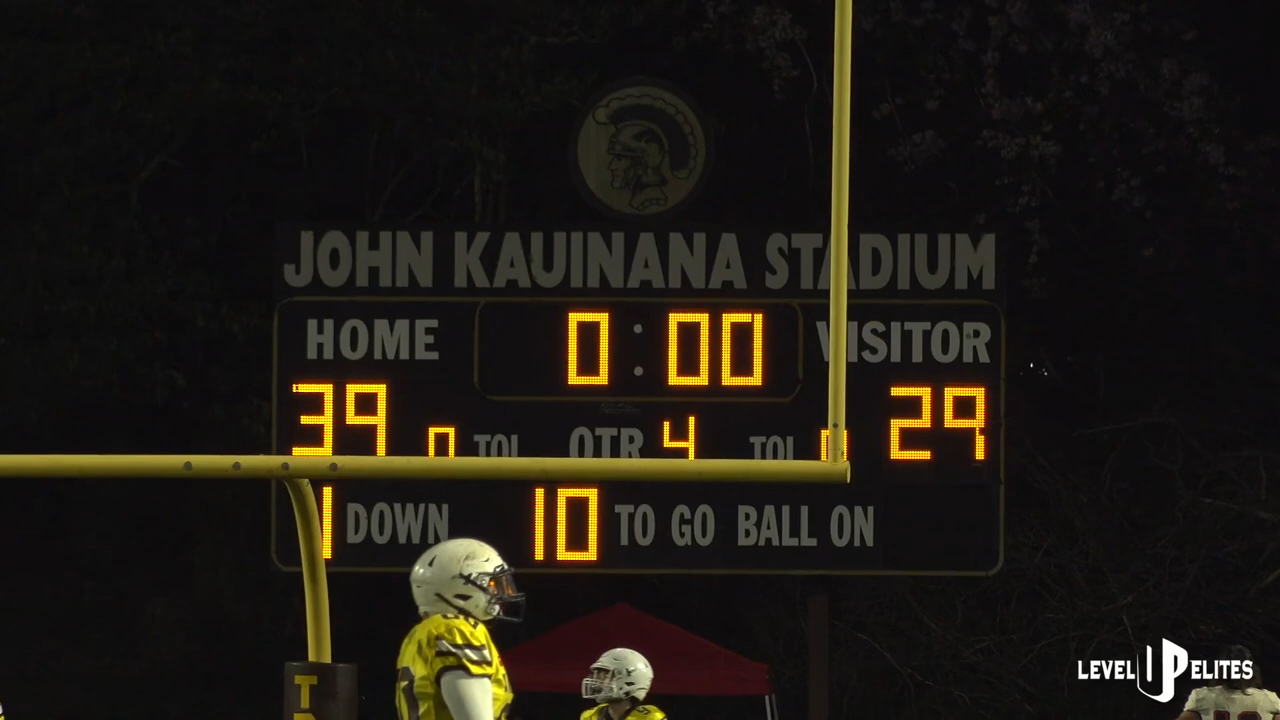 JOHN KAUINANA STADIUM
HOME 0:00 VISITOR
39 0 TOL QTR 4 TOL 29
1 DOWN 10 TO GO BALL ON
T
LEVEL UP ELITES